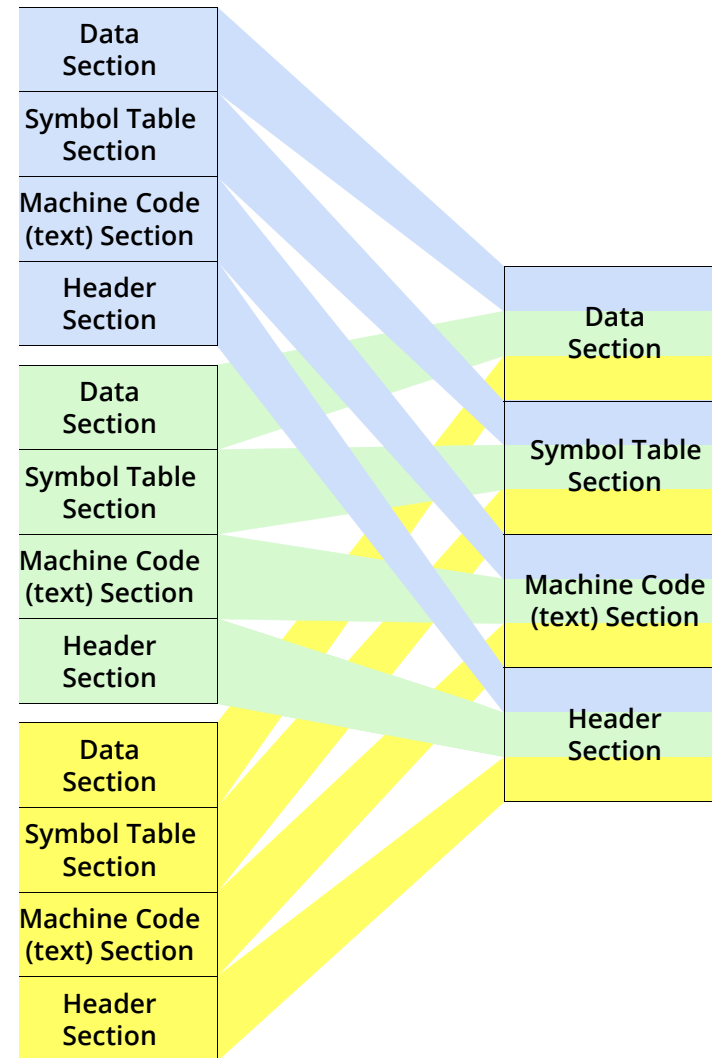 Data
Section
Symbol Table
Section
Machine Code
(text) Section
Header
Section
Data
Section
Symbol Table
Section
Machine Code
(text) Section
Header
Section
Data
Section
Symbol Table
Section
Machine Code
(text) Section
Header
Section
Data
Section
Symbol Table
Section
Machine Code
(text) Section
Header
Section